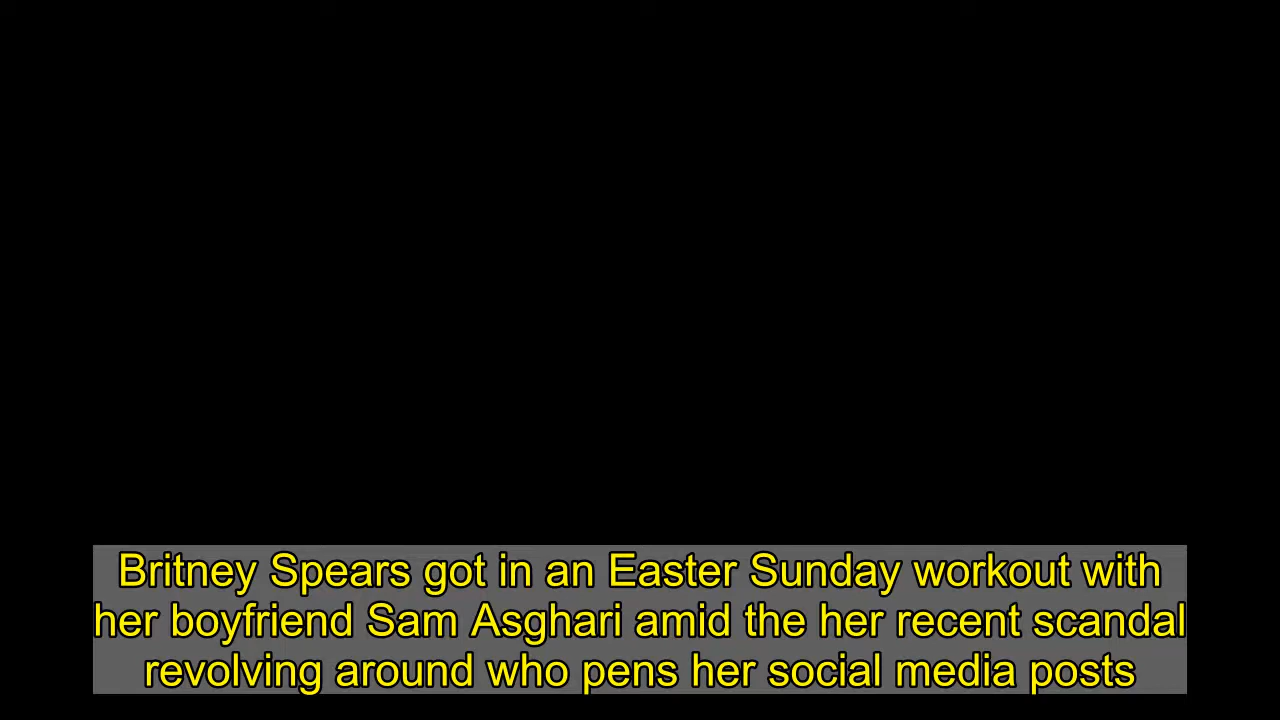 Britney Spears got in an Easter Sunday workout with
her boyfriend Sam Asghari amid the her recent scandal
revolving around who pens her social media posts